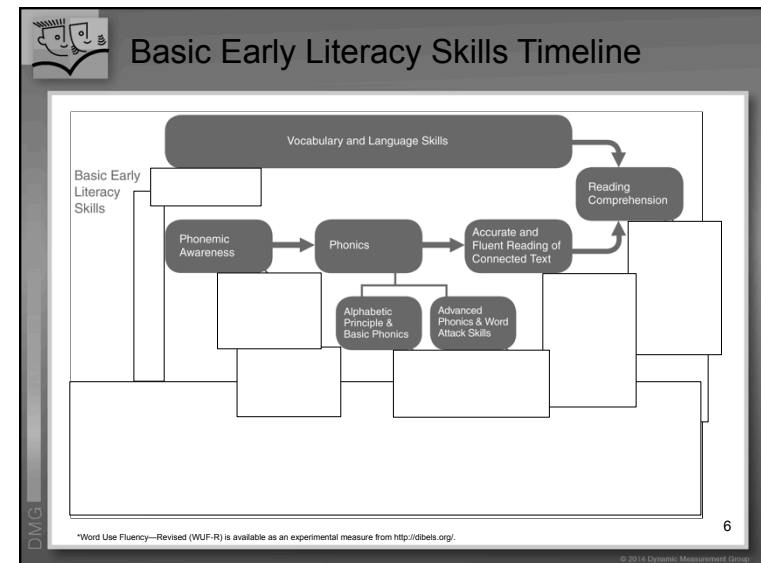 Basic Early Literacy Skills Timeline
Vocabulary and Language Skills
Basic Early
Literacy
Skills
Reading
Comprehension
Phonemic
Awareness
Phonics
Accurate and
Fluent Reading of
Connected Text
Alphabetic
Principle &
Basic Phonics
Advanced
Phonics & Word
Attack Skills
*Word Use Fluency—Revised (WUF-R) is available as an experimental measure from http://dibels.org/.
6
DMG
© 2014 Dynamic Measurement Group